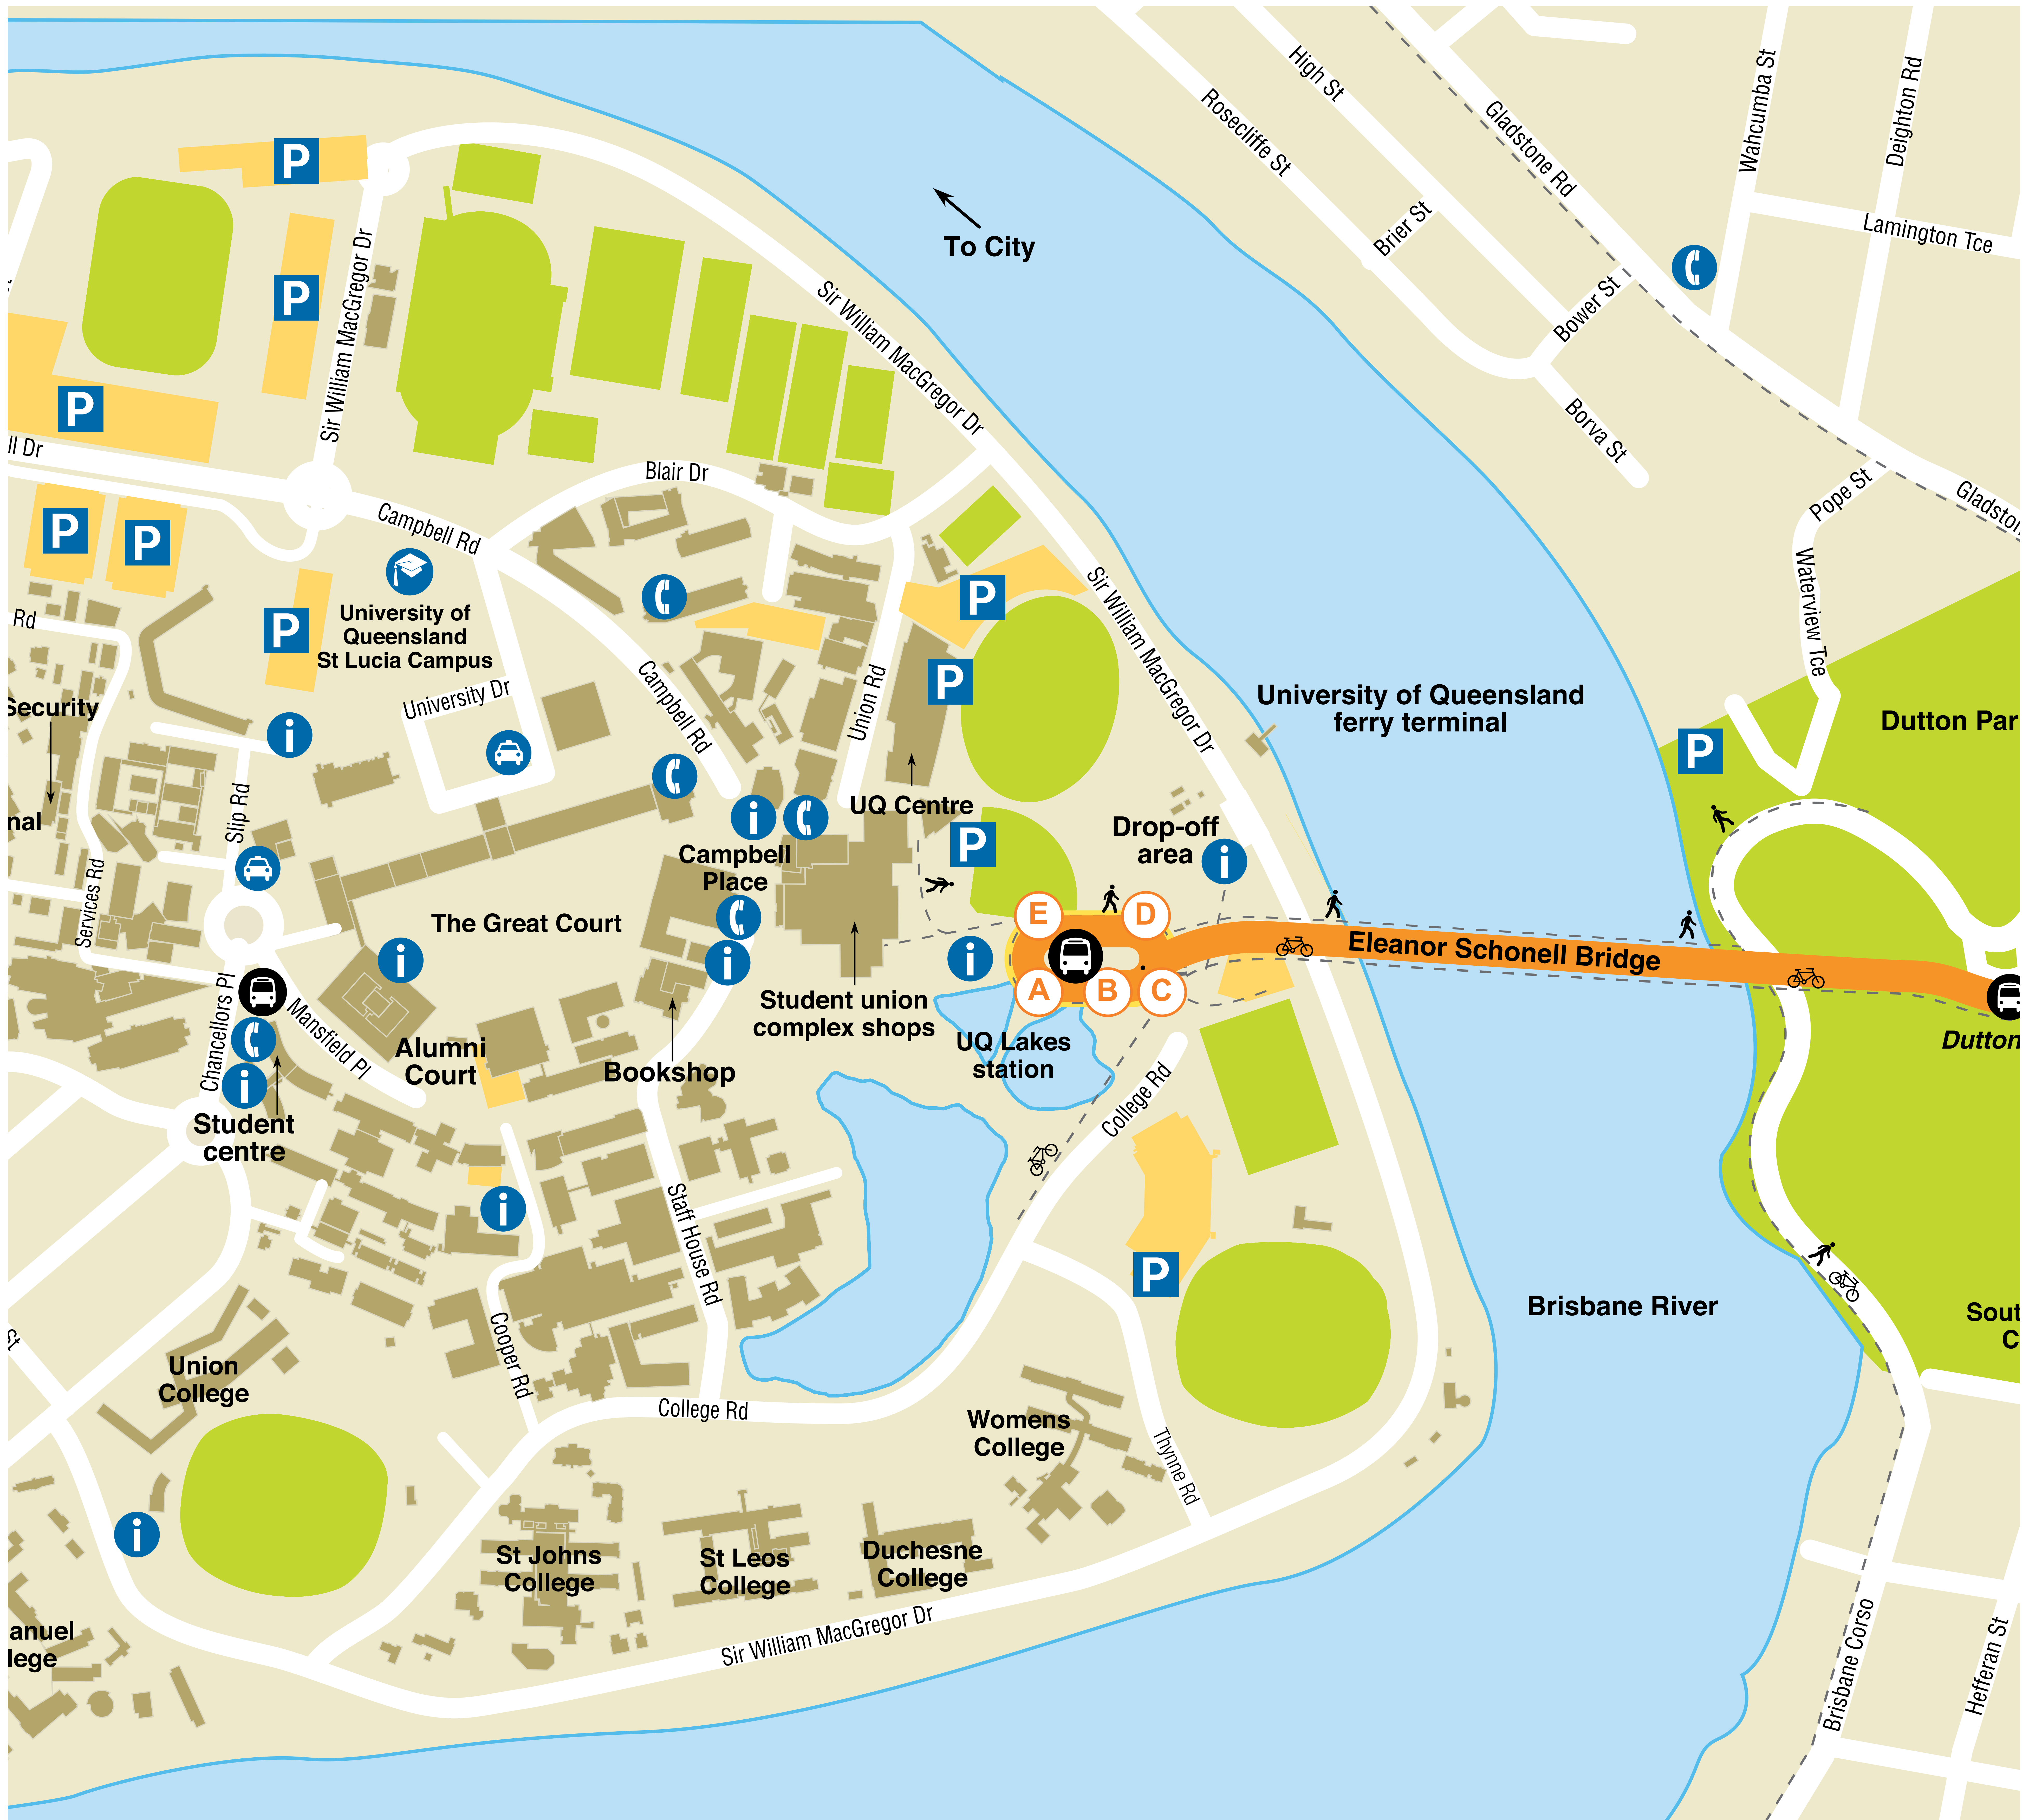 To City
High St
Rosecliffe St
Gladstone Rd
Wahcumba St
Deighton Rd
Lamington Tce
Brier St
Bower St
Borva St
Pope St
Gladston
Waterview Tce
P
P
P
Sir William MacGregor Dr
Sir William MacGregor Dr
ll Dr
Blair Dr
Campbell Rd
P
P
P
P
P
P
University of
Queensland
St Lucia Campus
Rd
University Dr
Campbell Rd
Union Rd
Sir William MacGregor Dr
University of Queensland
ferry terminal
P
Dutton Par
Security
i
nal
Slip Rd
Services Rd
UQ Centre
i
Campbell
Place
Drop-off
area
i
The Great Court
i
i
i
E
D
A
B
C
Eleanor Schonell Bridge
Dutton
Student union
complex shops
UQ Lakes
station
Chancellors Pl
Mansfield Pl
Alumni
Court
Bookshop
i
Student
centre
College Rd
i
Staff House Rd
P
Brisbane River
Sout
C
St
Union
College
Cooper Rd
College Rd
Womens
College
Thynne Rd
i
St Johns
College
St Leos
College
Duchesne
College
anuel
lege
Sir William MacGregor Dr
Brisbane Corso
Hefferan St